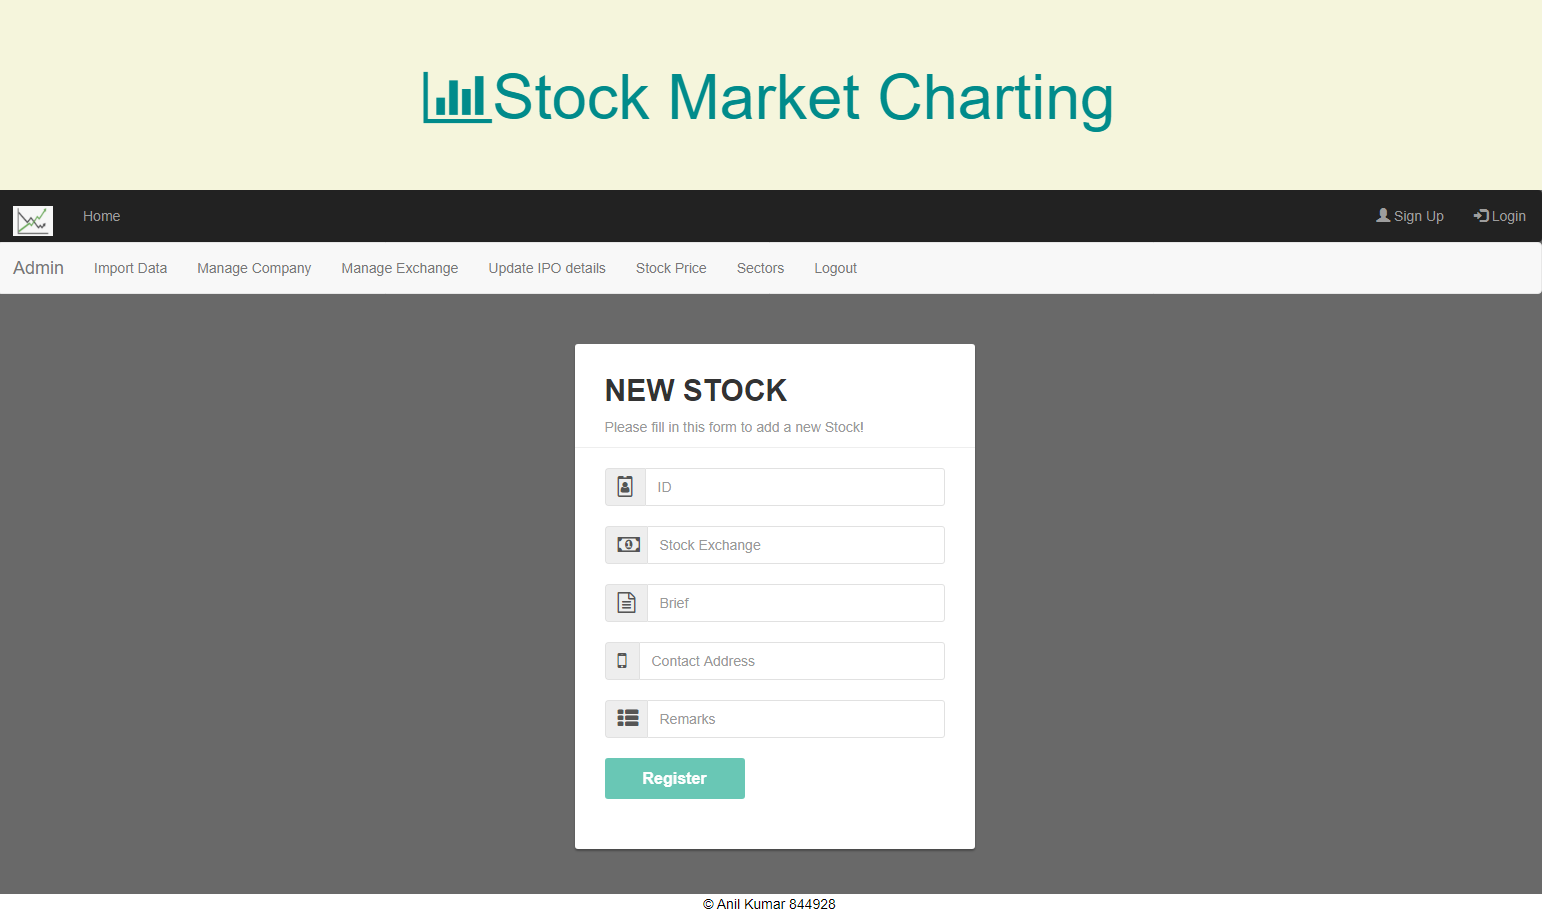 Stock Market Charting
Home Sign Up Login
Admin Import Data Manage Company Manage Exchange Update IPO details Stock Price Sectors Logout
NEW STOCK
Please fill in this form to add a new Stock!
ID
Stock Exchange
Brief
Contact Address
Remarks
Register
© Anil Kumar 844928